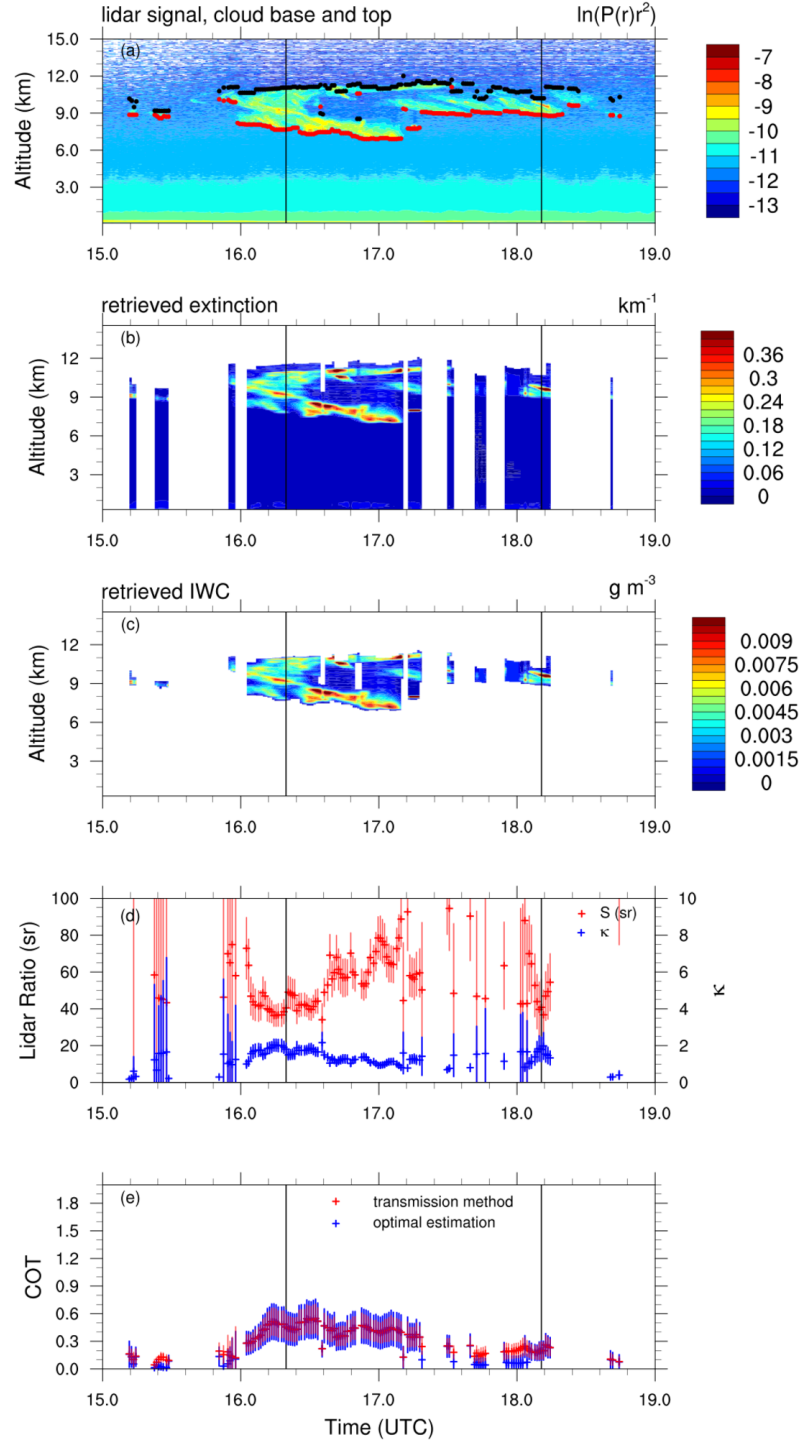 lidar signal, cloud base and top ln(P(r)r²)
(a)
15.0
12.0
9.0
6.0
3.0
Altitude (km)
15.0 16.0 17.0 18.0 19.0
-7
-8
-9
-10
-11
-12
-13
retrieved extinction km⁻¹
(b)
12
9
6
3
Altitude (km)
15.0 16.0 17.0 18.0 19.0
0.36
0.3
0.24
0.18
0.12
0.06
0
retrieved IWC g m⁻³
(c)
12
9
6
3
Altitude (km)
15.0 16.0 17.0 18.0 19.0
0.009
0.0075
0.006
0.0045
0.003
0.0015
0
(d)
100
80
60
40
20
0
Lidar Ratio (sr)
S (sr)
κ
10
8
6
4
2
0
κ
15.0 16.0 17.0 18.0 19.0
(e)
1.8
1.5
1.2
0.9
0.6
0.3
0.0
COT
transmission method
optimal estimation
15.0 16.0 17.0 18.0 19.0
Time (UTC)